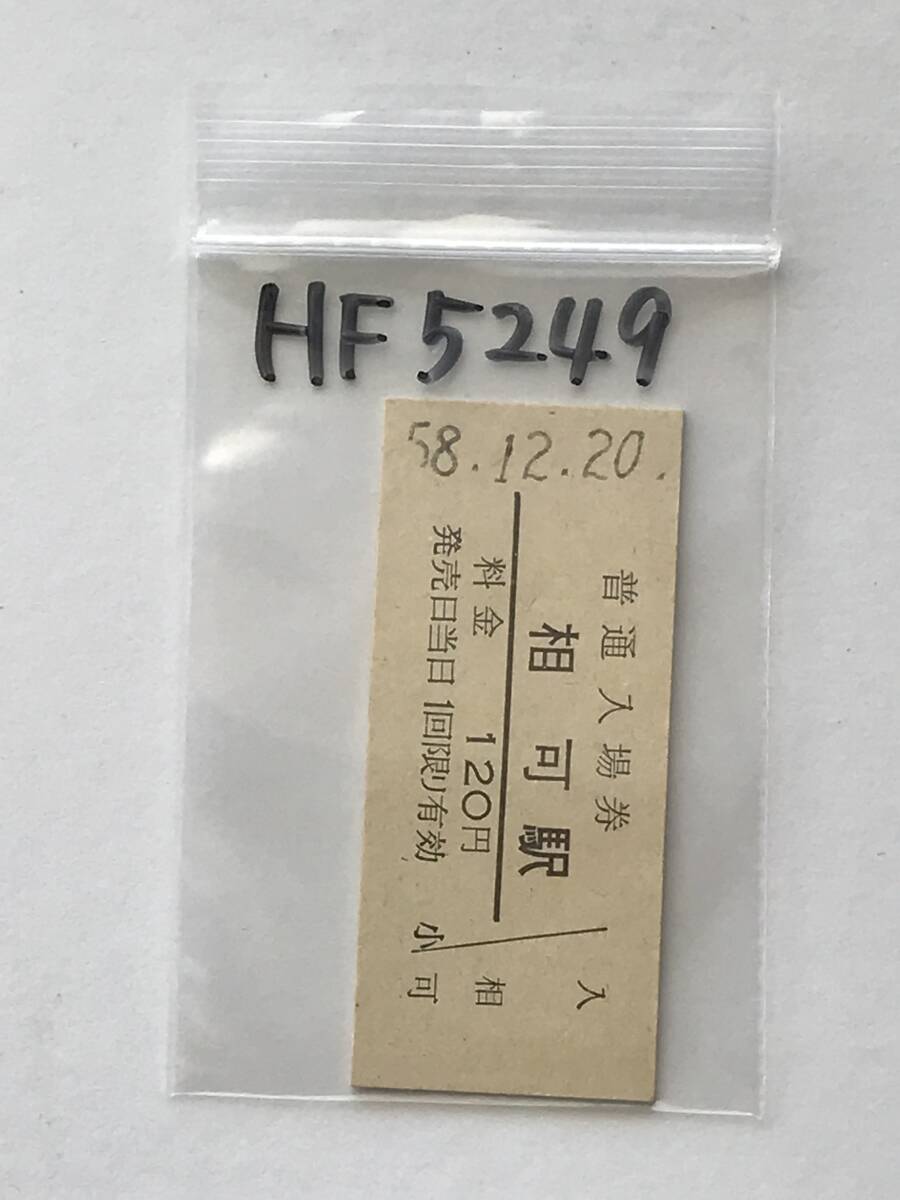 HF5249
58.12.20.
普通入場券
相可駅
料金 120円
発売日当日1回限り有効
入
小
相
可